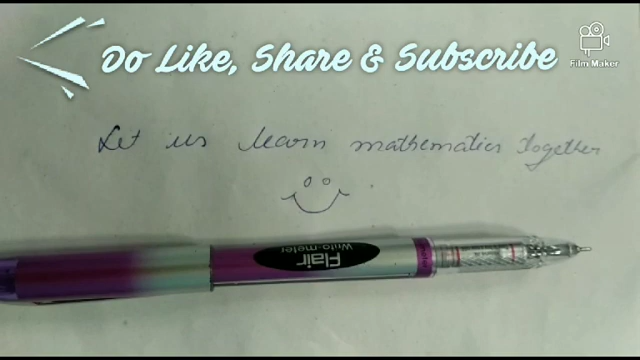 Do Like, Share & Subscribe
Film Maker
Let us learn mathematics together
Flair
Writo-meter